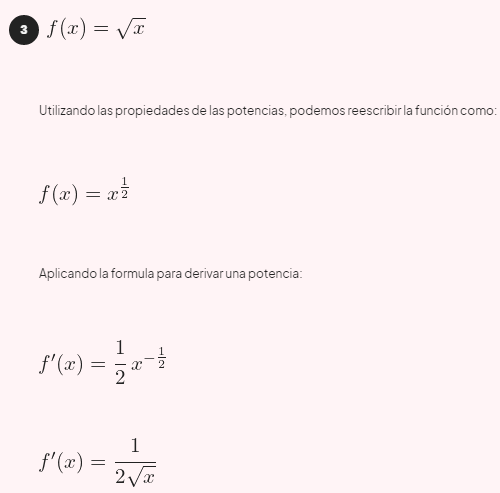 3 f(x) = √x
Utilizando las propiedades de las potencias, podemos reescribir la función como:
f(x) = x^{1/2}
Aplicando la formula para derivar una potencia:
f′(x) = 1/2 x^{−1/2}
f′(x) = 1/(2√x)